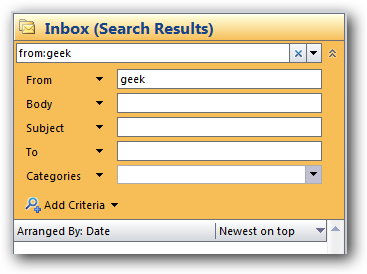 Inbox (Search Results)
from:geek
From geek
Body
Subject
To
Categories
Add Criteria
Arranged By: Date Newest on top